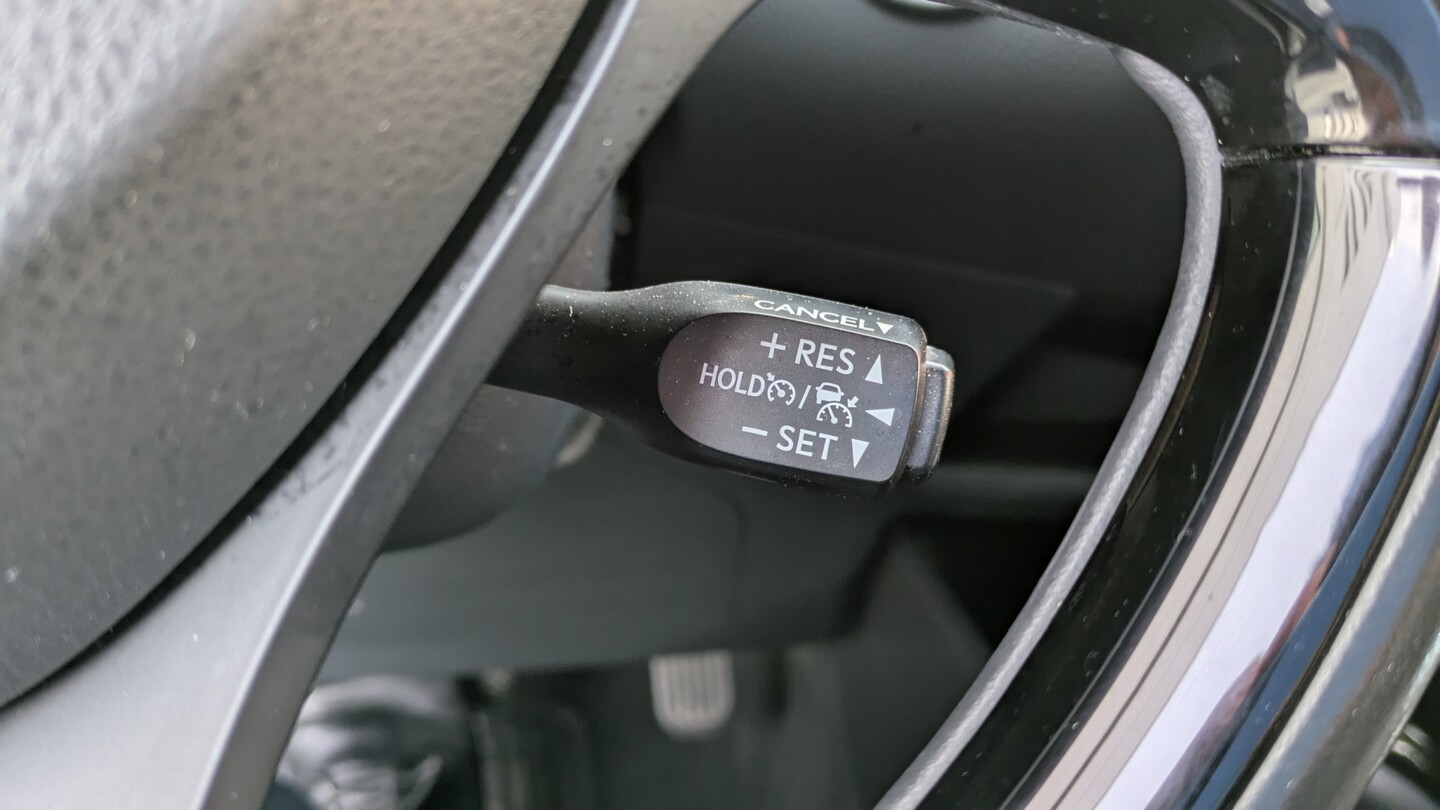 CANCEL▼
+ RES ▲
HOLD / ◀
− SET ▼